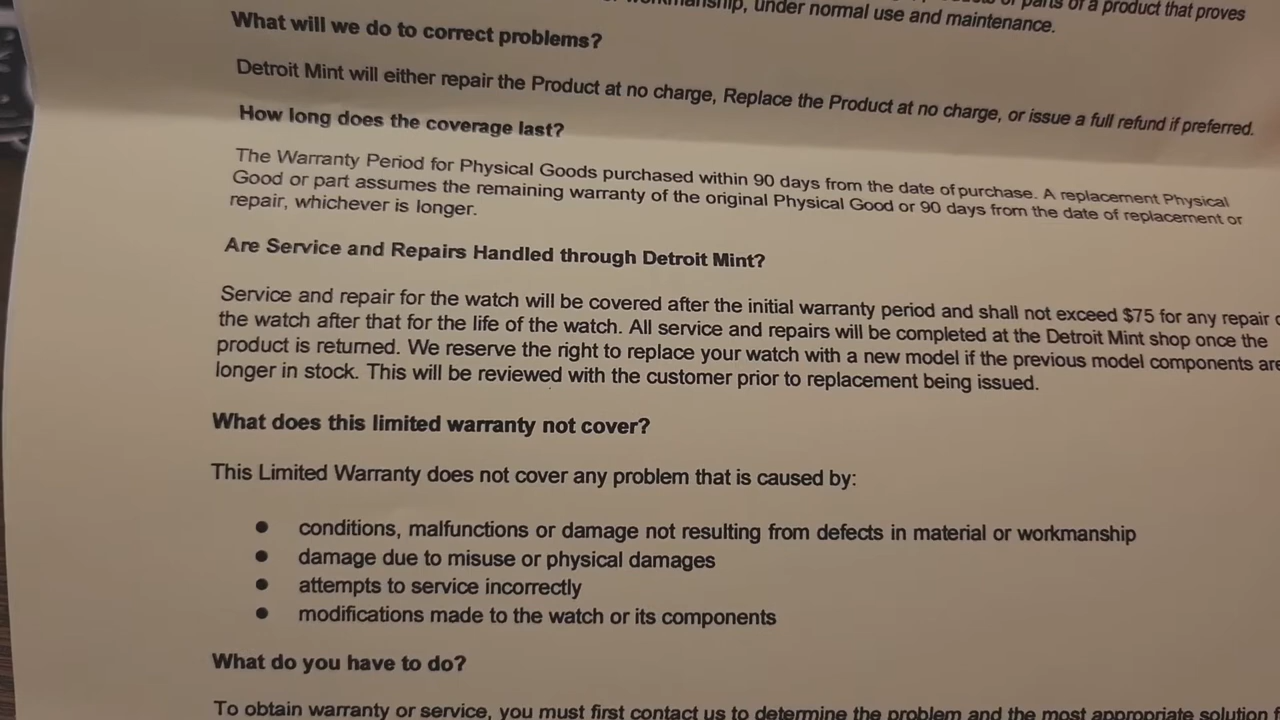 parts of a product that proves
workmanship, under normal use and maintenance.
What will we do to correct problems?
Detroit Mint will either repair the Product at no charge, Replace the Product at no charge, or issue a full refund if preferred.
How long does the coverage last?
The Warranty Period for Physical Goods purchased within 90 days from the date of purchase. A replacement Physical
Good or part assumes the remaining warranty of the original Physical Good or 90 days from the date of replacement or
repair, whichever is longer.
Are Service and Repairs Handled through Detroit Mint?
Service and repair for the watch will be covered after the initial warranty period and shall not exceed $75 for any repair
the watch after that for the life of the watch. All service and repairs will be completed at the Detroit Mint shop once the
product is returned. We reserve the right to replace your watch with a new model if the previous model components are
longer in stock. This will be reviewed with the customer prior to replacement being issued.
What does this limited warranty not cover?
This Limited Warranty does not cover any problem that is caused by:
● conditions, malfunctions or damage not resulting from defects in material or workmanship
● damage due to misuse or physical damages
● attempts to service incorrectly
● modifications made to the watch or its components
What do you have to do?
To obtain warranty or service, you must first contact us to determine the problem and the most appropriate solution